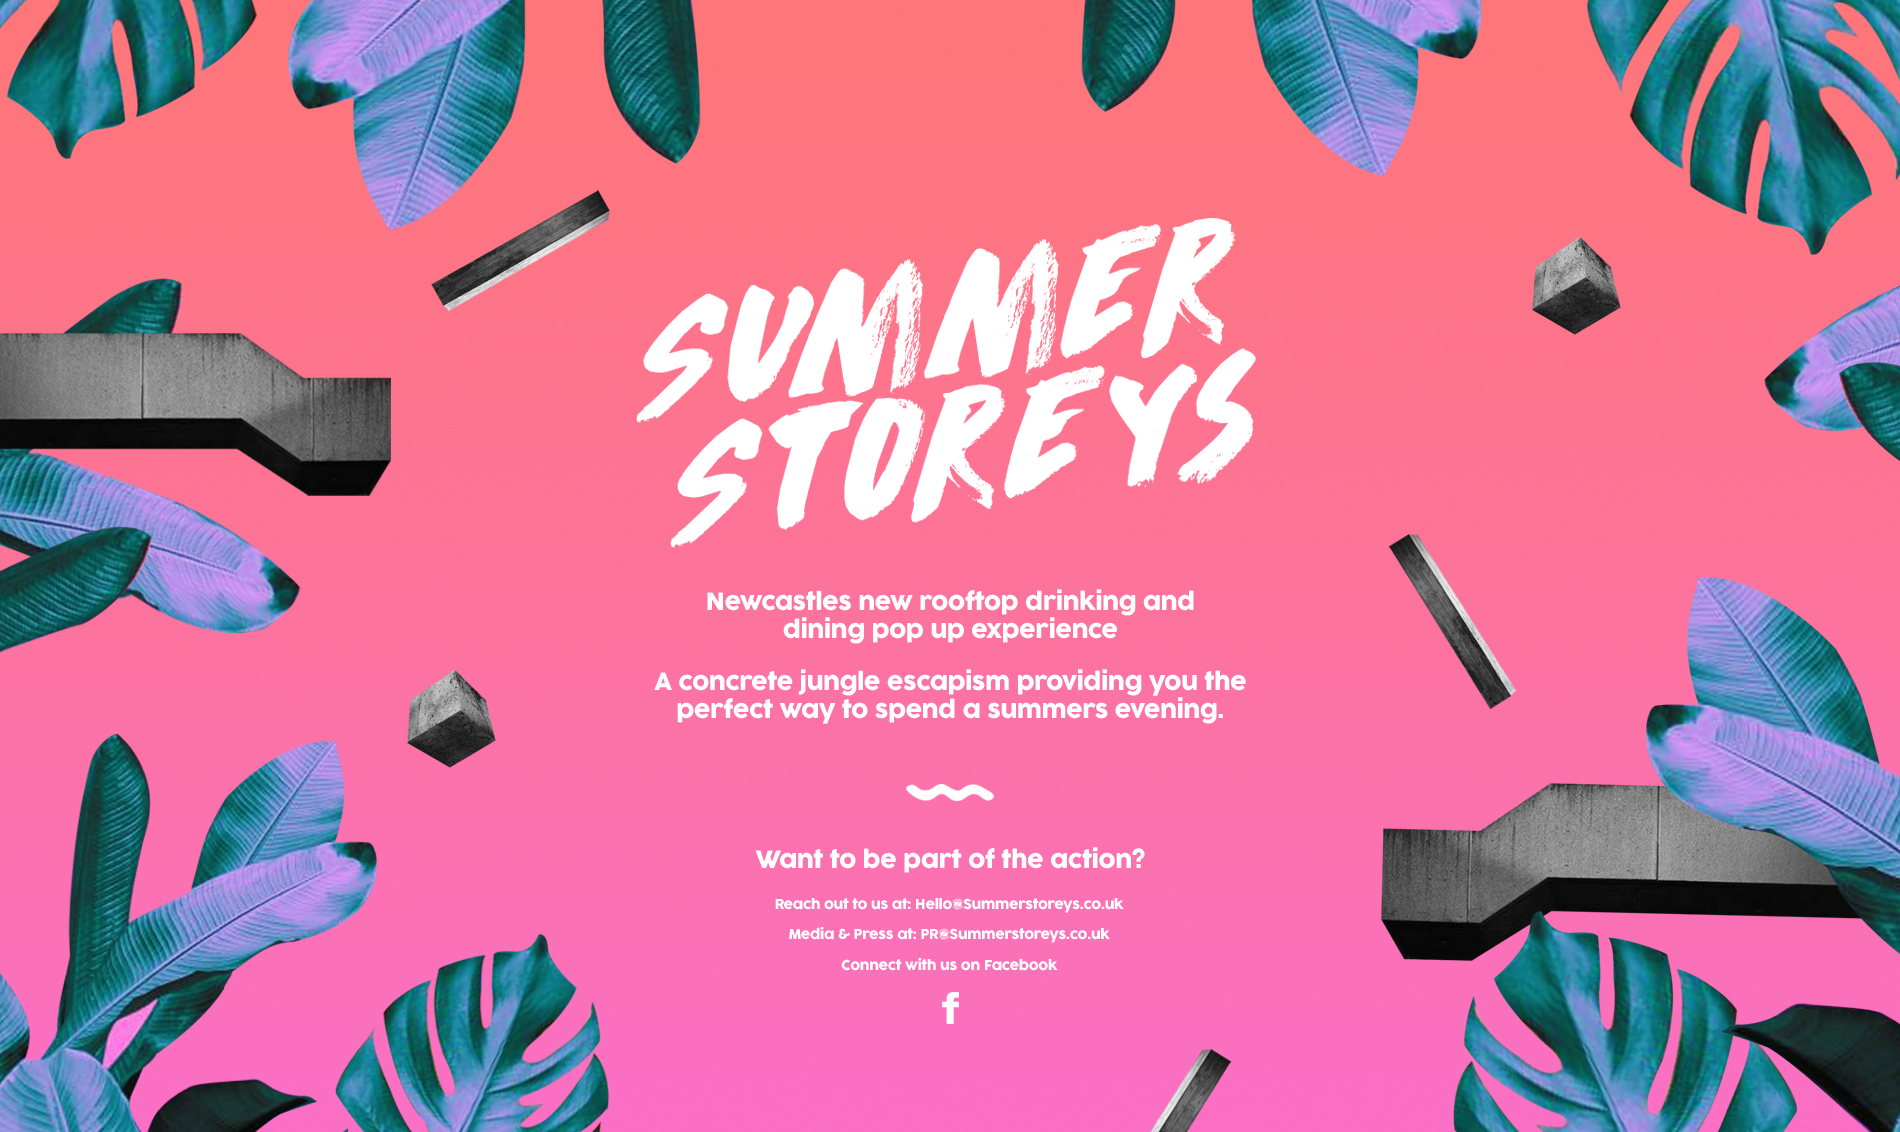 SUMMER
STOREYS
Newcastles new rooftop drinking and
dining pop up experience
A concrete jungle escapism providing you the
perfect way to spend a summers evening.
Want to be part of the action?
Reach out to us at: Hello@Summerstoreys.co.uk
Media & Press at: PR@Summerstoreys.co.uk
Connect with us on Facebook
f